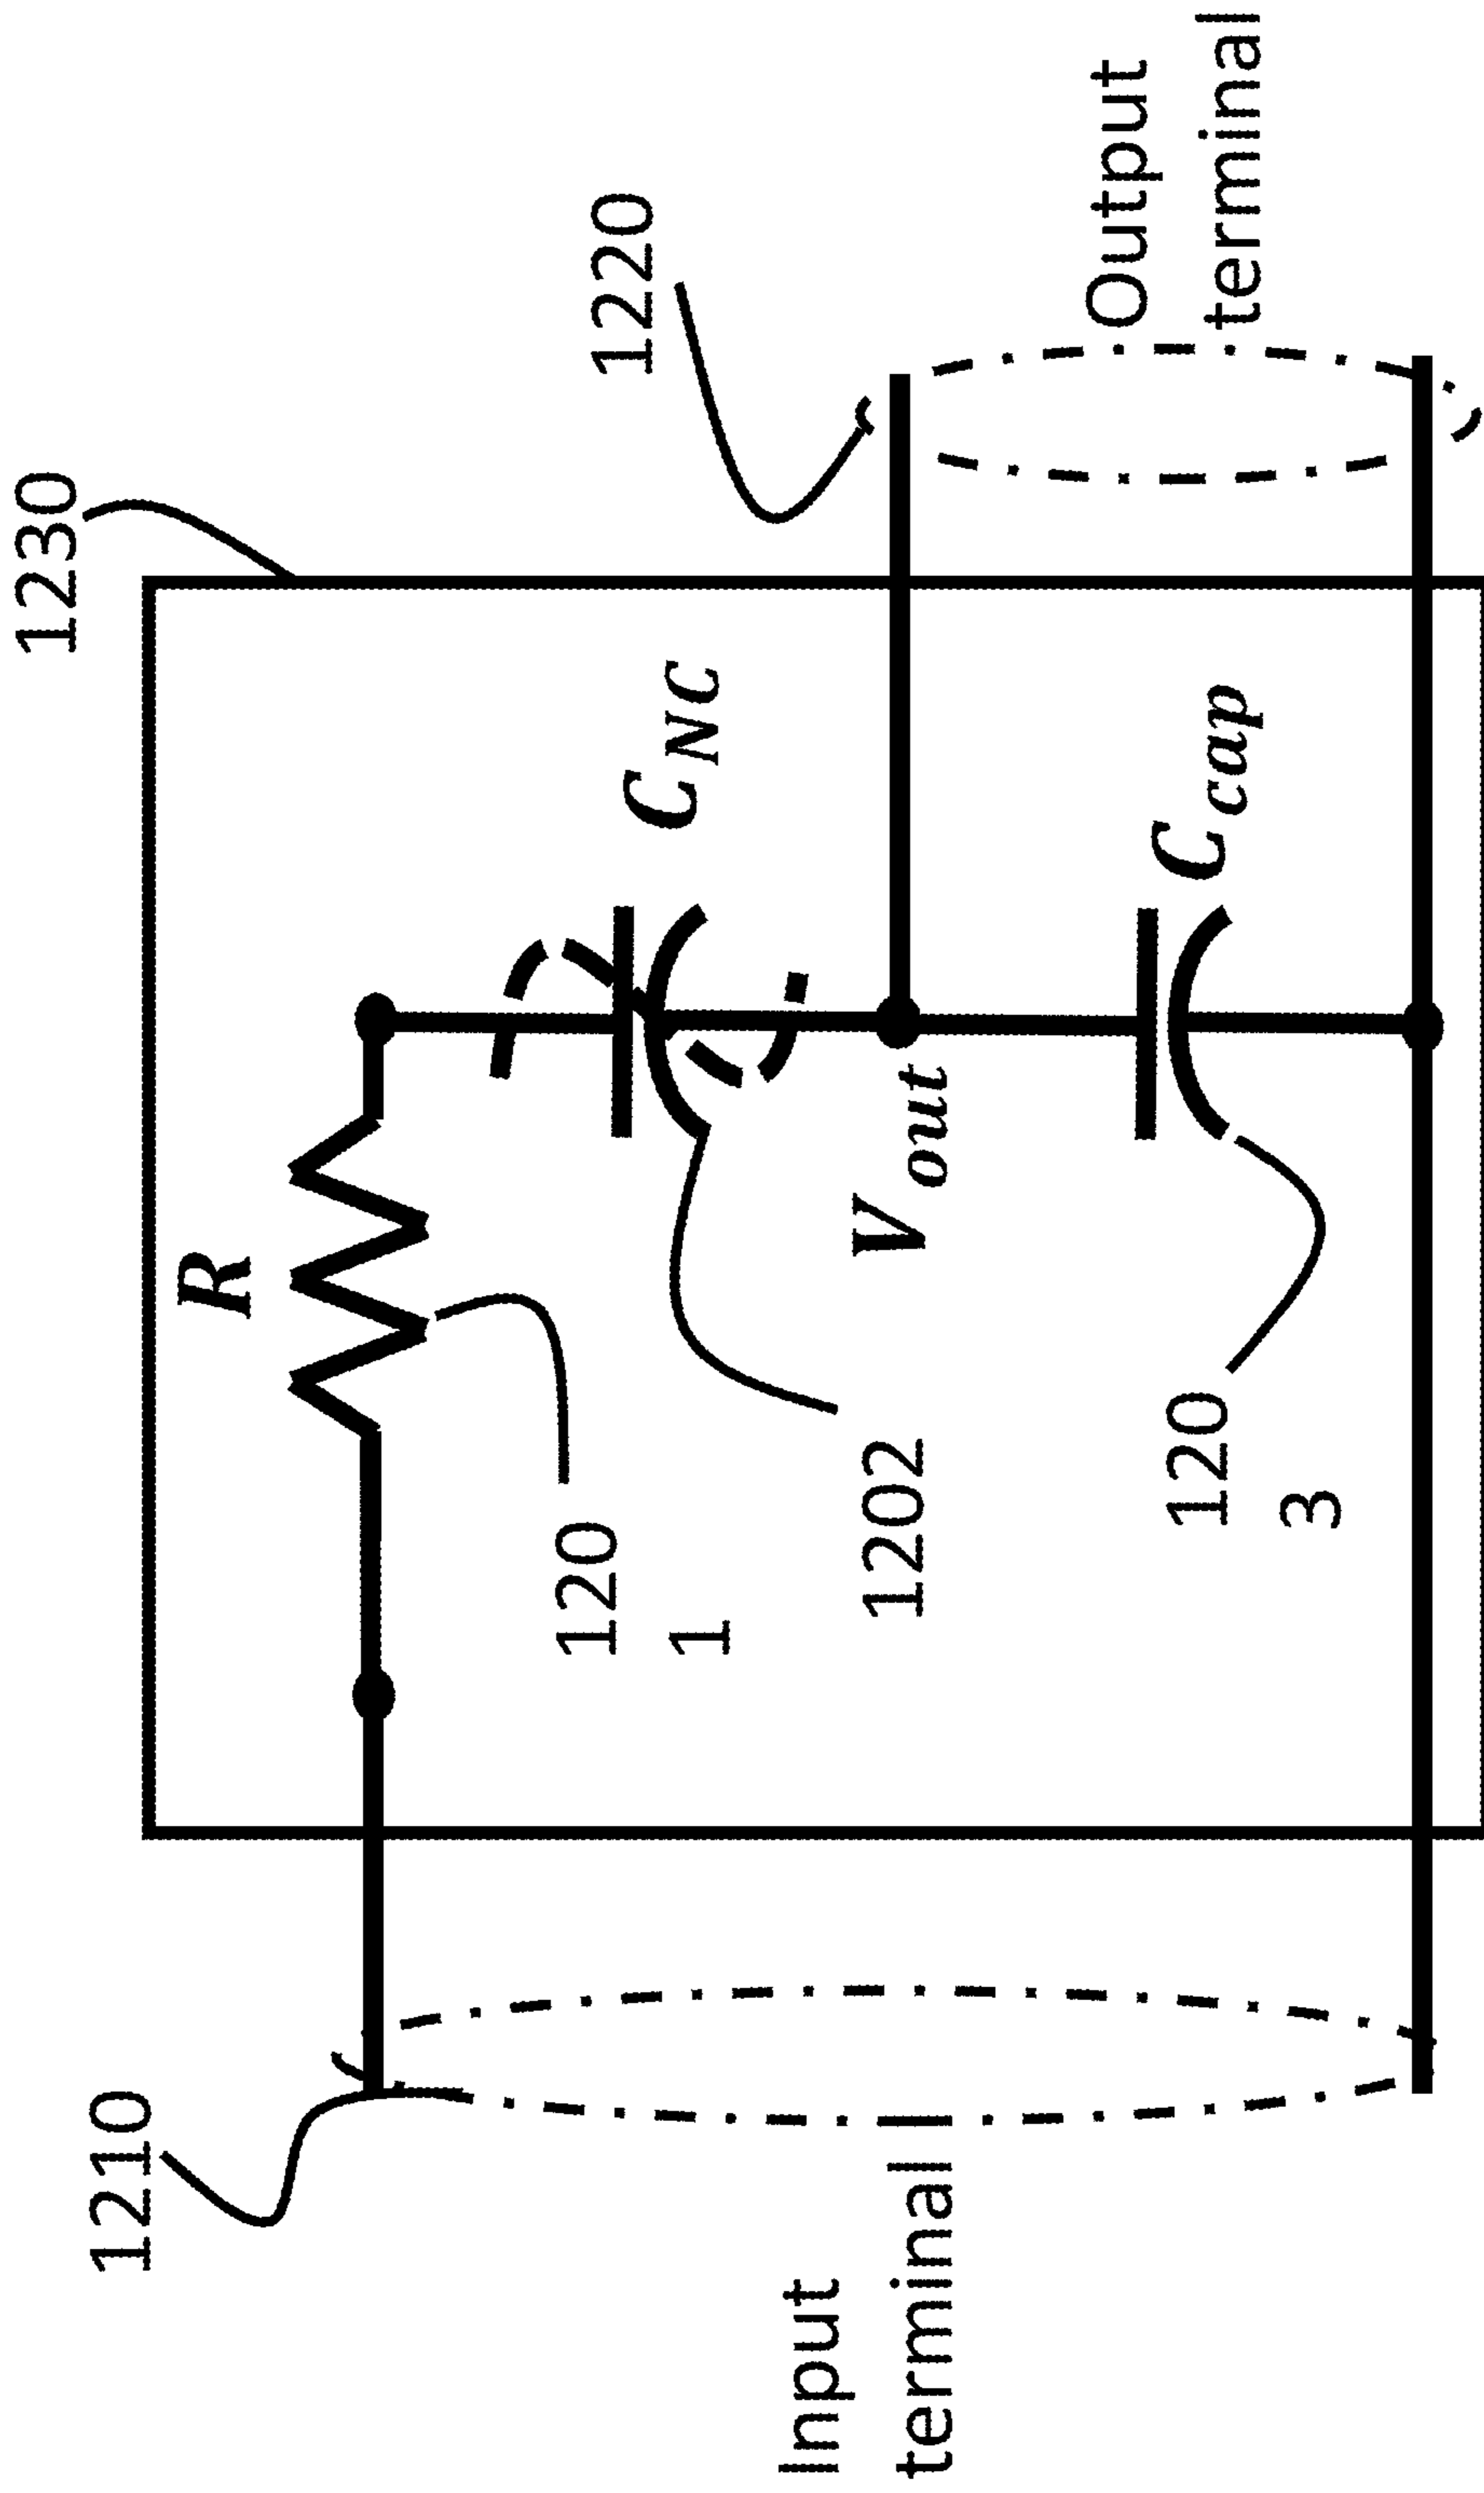 1230
1210
R
1220
C_NC
120
1
V_out
1202
Input
terminal
Output
terminal
C_cap
120
3